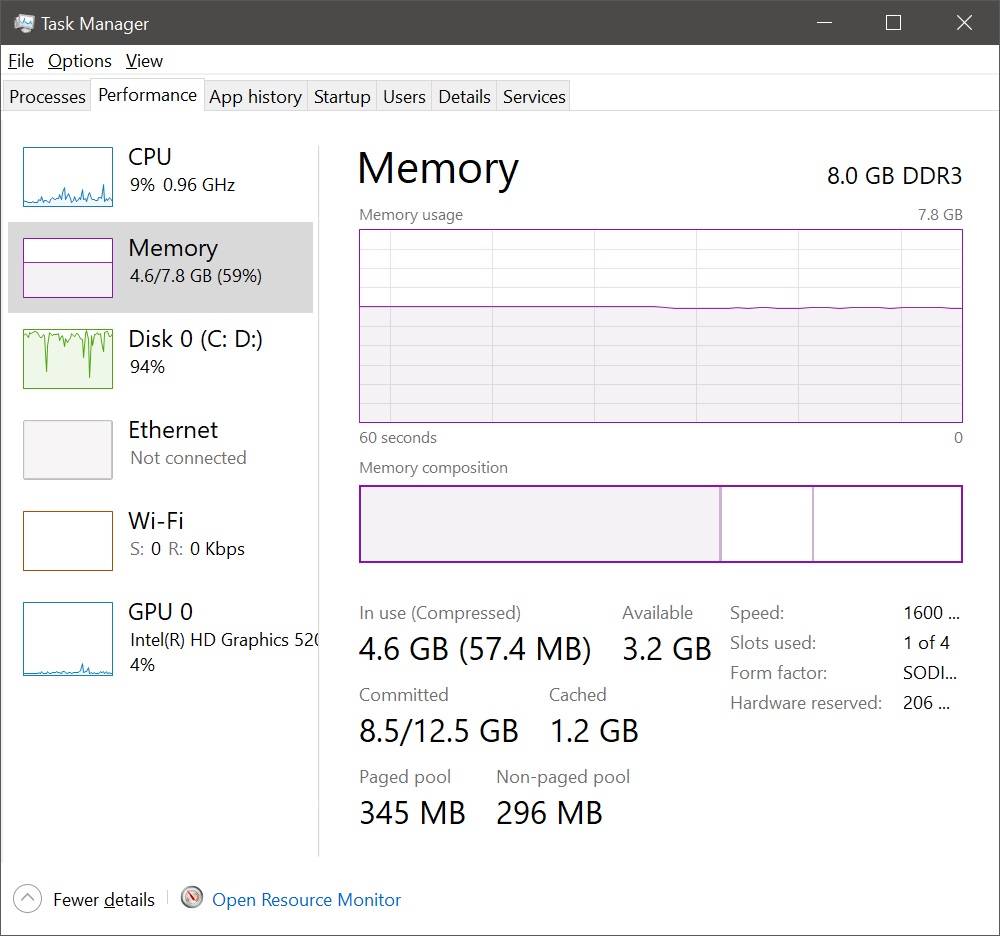 Task Manager
File Options View
Processes Performance App history Startup Users Details Services
CPU
9% 0.96 GHz
Memory
4.6/7.8 GB (59%)
Disk 0 (C: D:)
94%
Ethernet
Not connected
Wi-Fi
S: 0 R: 0 Kbps
GPU 0
Intel(R) HD Graphics 520
4%
Memory 8.0 GB DDR3
Memory usage 7.8 GB
60 seconds 0
Memory composition
In use (Compressed) Available
4.6 GB (57.4 MB) 3.2 GB
Committed Cached
8.5/12.5 GB 1.2 GB
Paged pool Non-paged pool
345 MB 296 MB
Speed: 1600 ...
Slots used: 1 of 4
Form factor: SODI...
Hardware reserved: 206 ...
Fewer details Open Resource Monitor